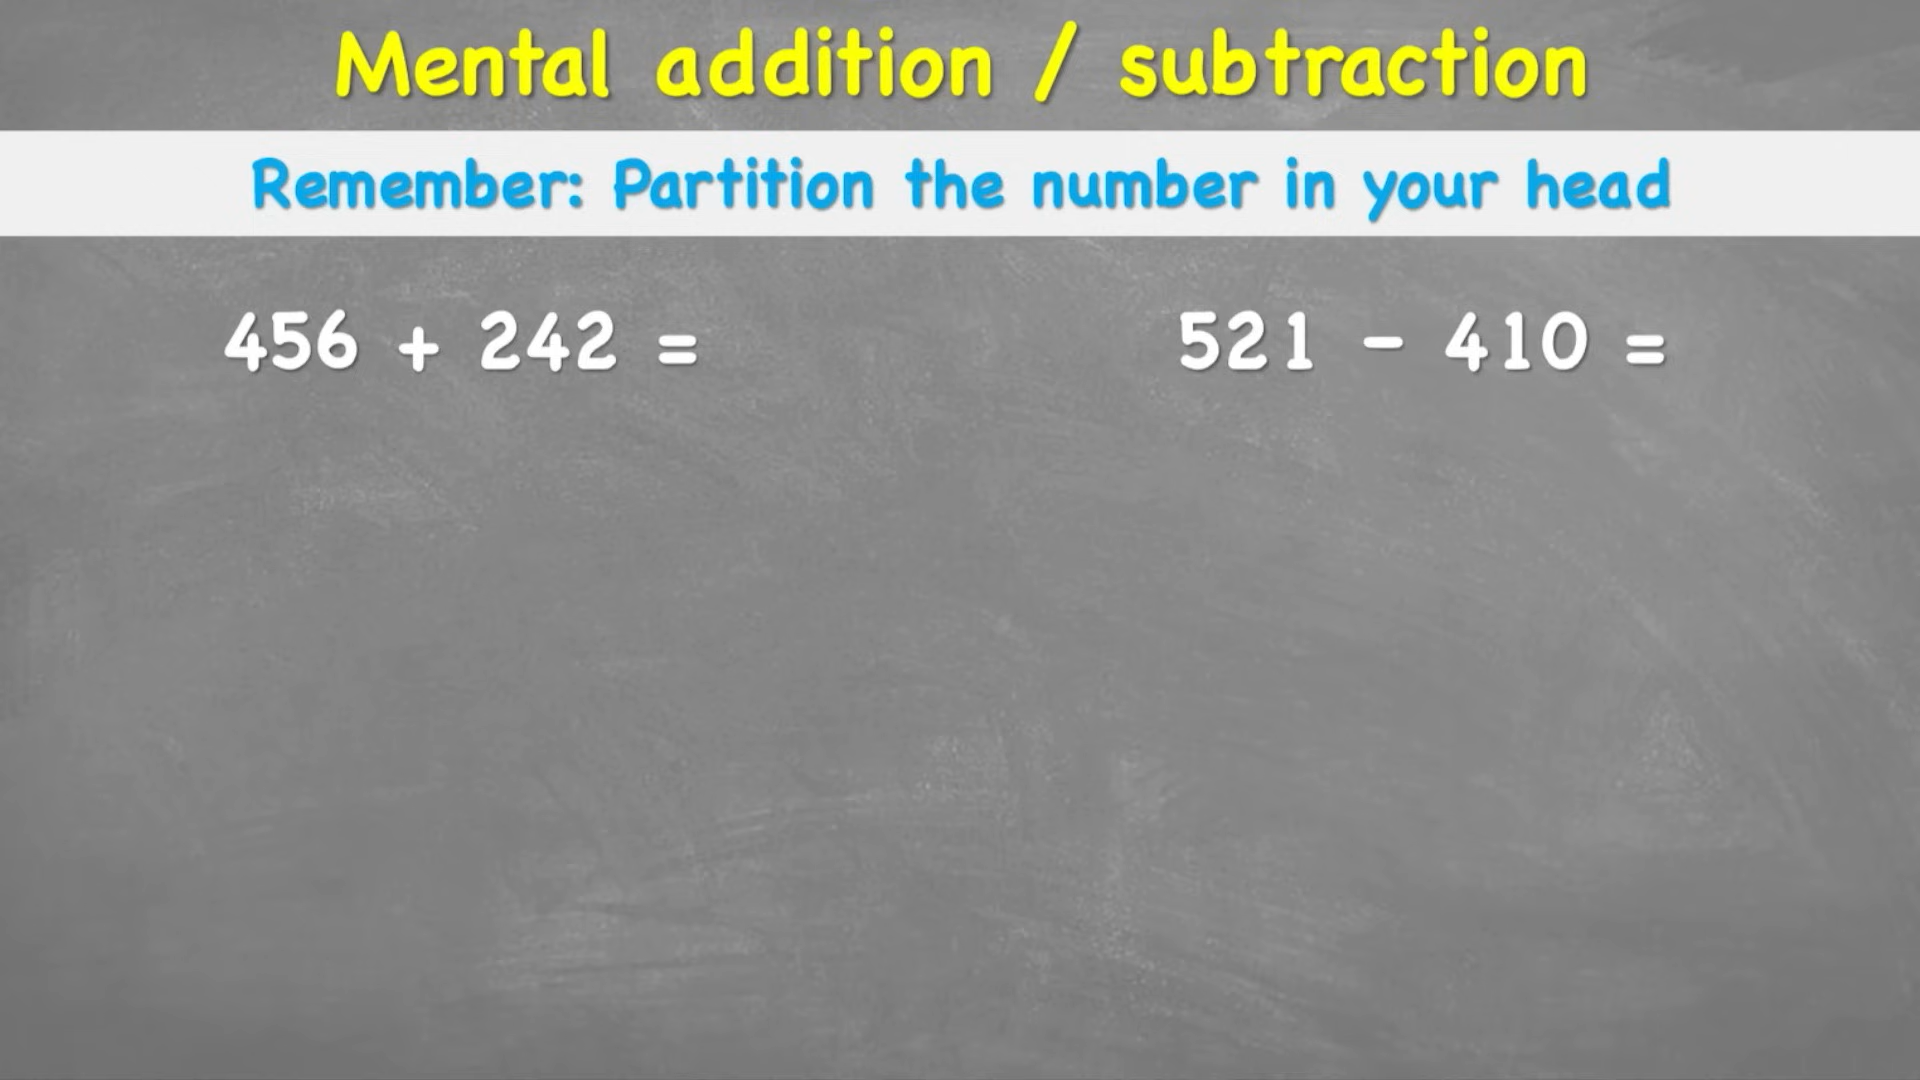 Mental addition / subtraction
Remember: Partition the number in your head
456 + 242 =
521 - 410 =